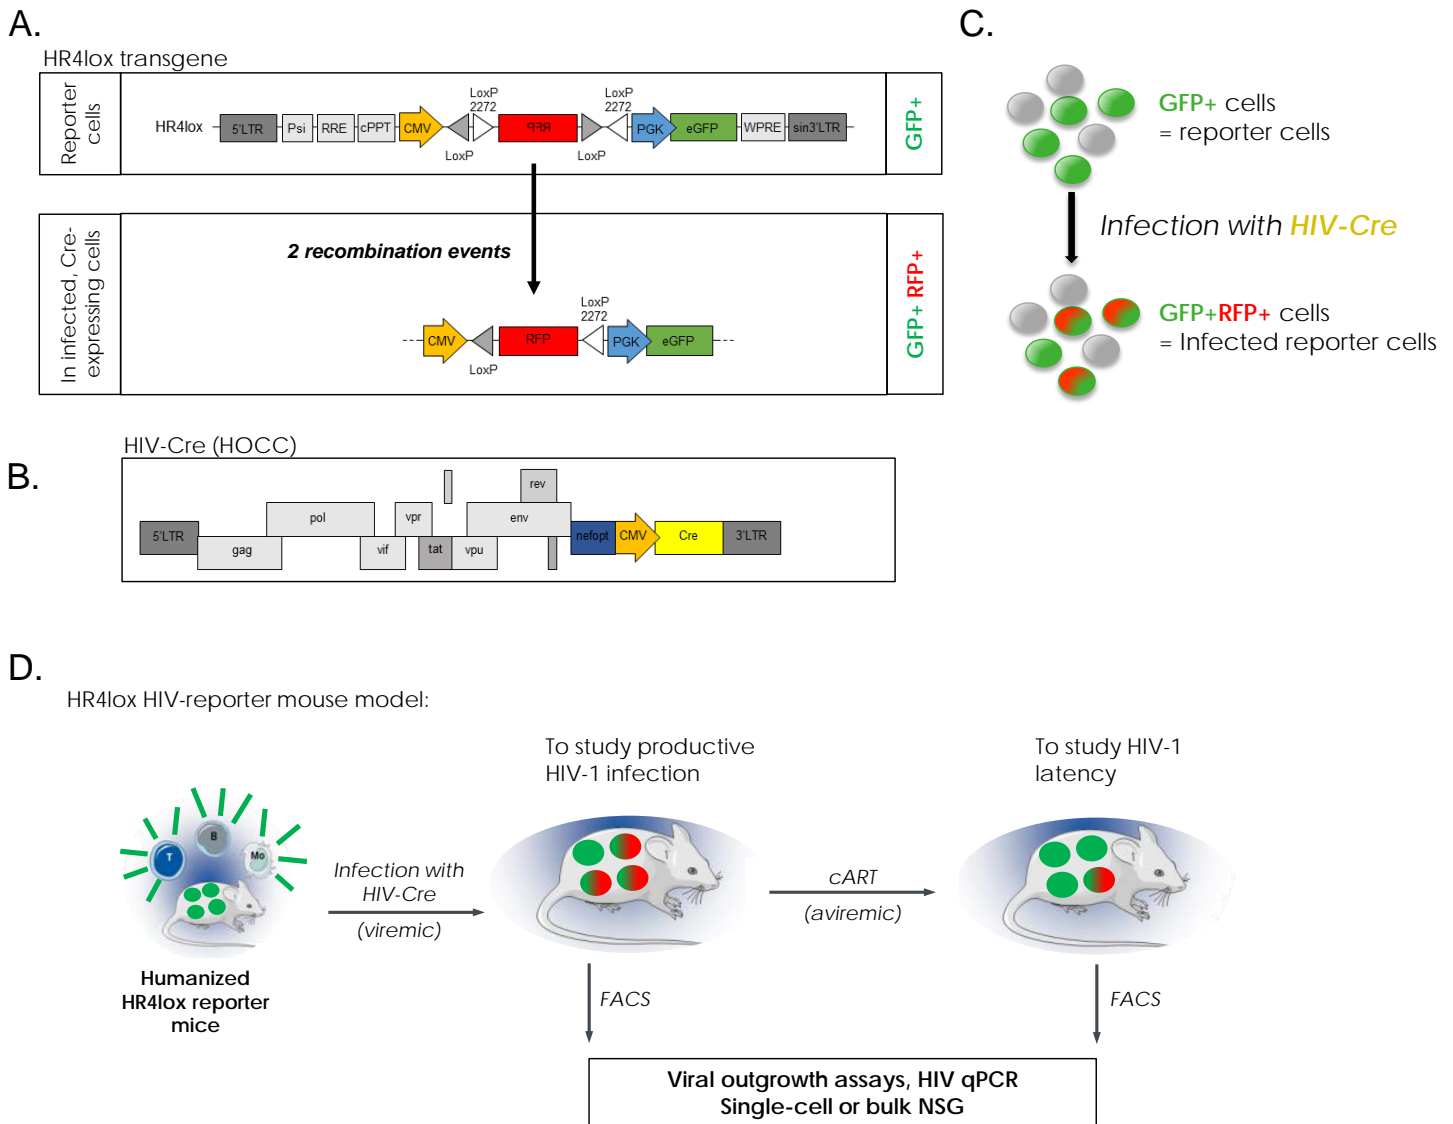 A.
HR4lox transgene
Reporter
cells
HR4lox
5'LTR
Psi
RRE
cPPT
CMV
LoxP
LoxP
2272
RFP
LoxP
LoxP
2272
PGK
eGFP
WPRE
sin3'LTR
GFP+
2 recombination events
In infected, Cre-
expressing cells
CMV
LoxP
RFP
LoxP
2272
PGK
eGFP
GFP+ RFP+
B.
HIV-Cre (HOCC)
5'LTR
gag
pol
vif
vpr
tat
vpu
rev
env
nefopt
CMV
Cre
3'LTR
C.
GFP+ cells
= reporter cells
Infection with HIV-Cre
GFP+RFP+ cells
= Infected reporter cells
D.
HR4lox HIV-reporter mouse model:
T
B
Mo
Humanized
HR4lox reporter
mice
Infection with
HIV-Cre
(viremic)
To study productive
HIV-1 infection
cART
(aviremic)
To study HIV-1
latency
FACS
FACS
Viral outgrowth assays, HIV qPCR
Single-cell or bulk NSG